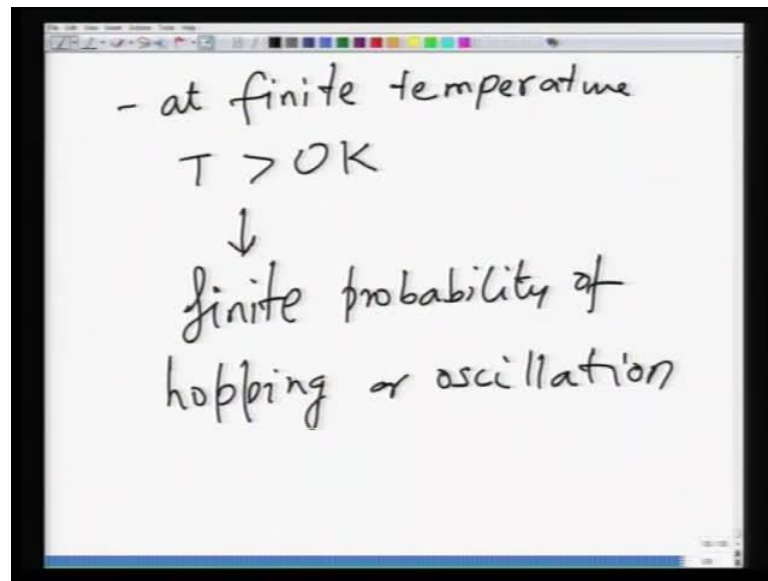 - at finite temperature
T > 0K
↓
finite probability of
hopping or oscillation